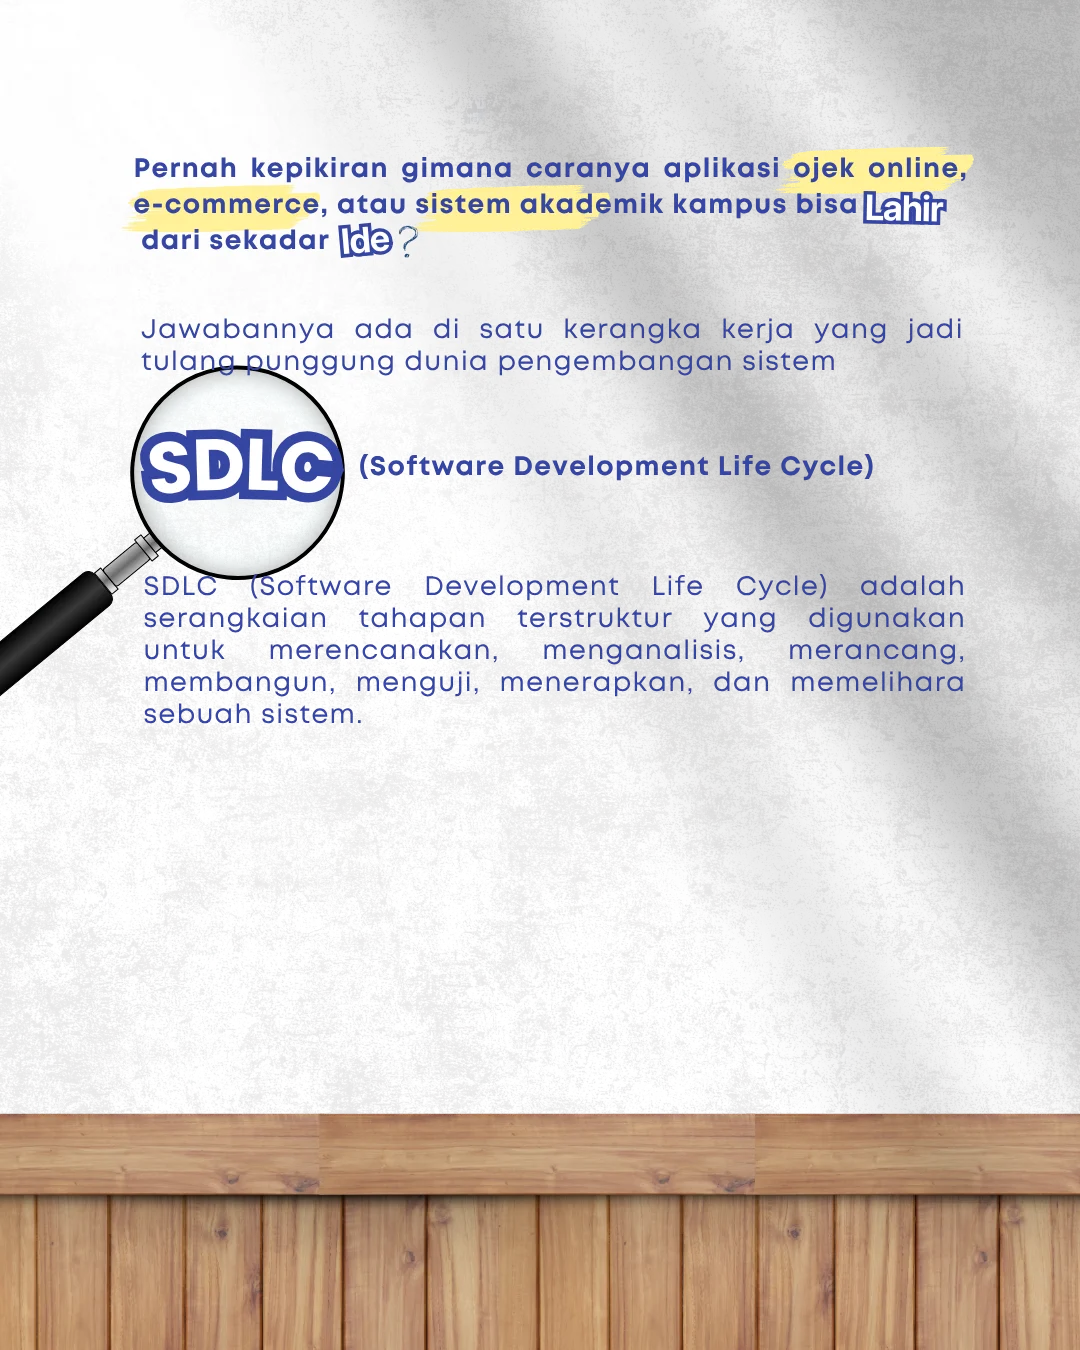 Pernah kepikiran gimana caranya aplikasi ojek online,
e-commerce, atau sistem akademik kampus bisa Lahir
dari sekadar Ide?
Jawabannya ada di satu kerangka kerja yang jadi
tulang punggung dunia pengembangan sistem
SDLC (Software Development Life Cycle)
SDLC (Software Development Life Cycle) adalah
serangkaian tahapan terstruktur yang digunakan
untuk merencanakan, menganalisis, merancang,
membangun, menguji, menerapkan, dan memelihara
sebuah sistem.